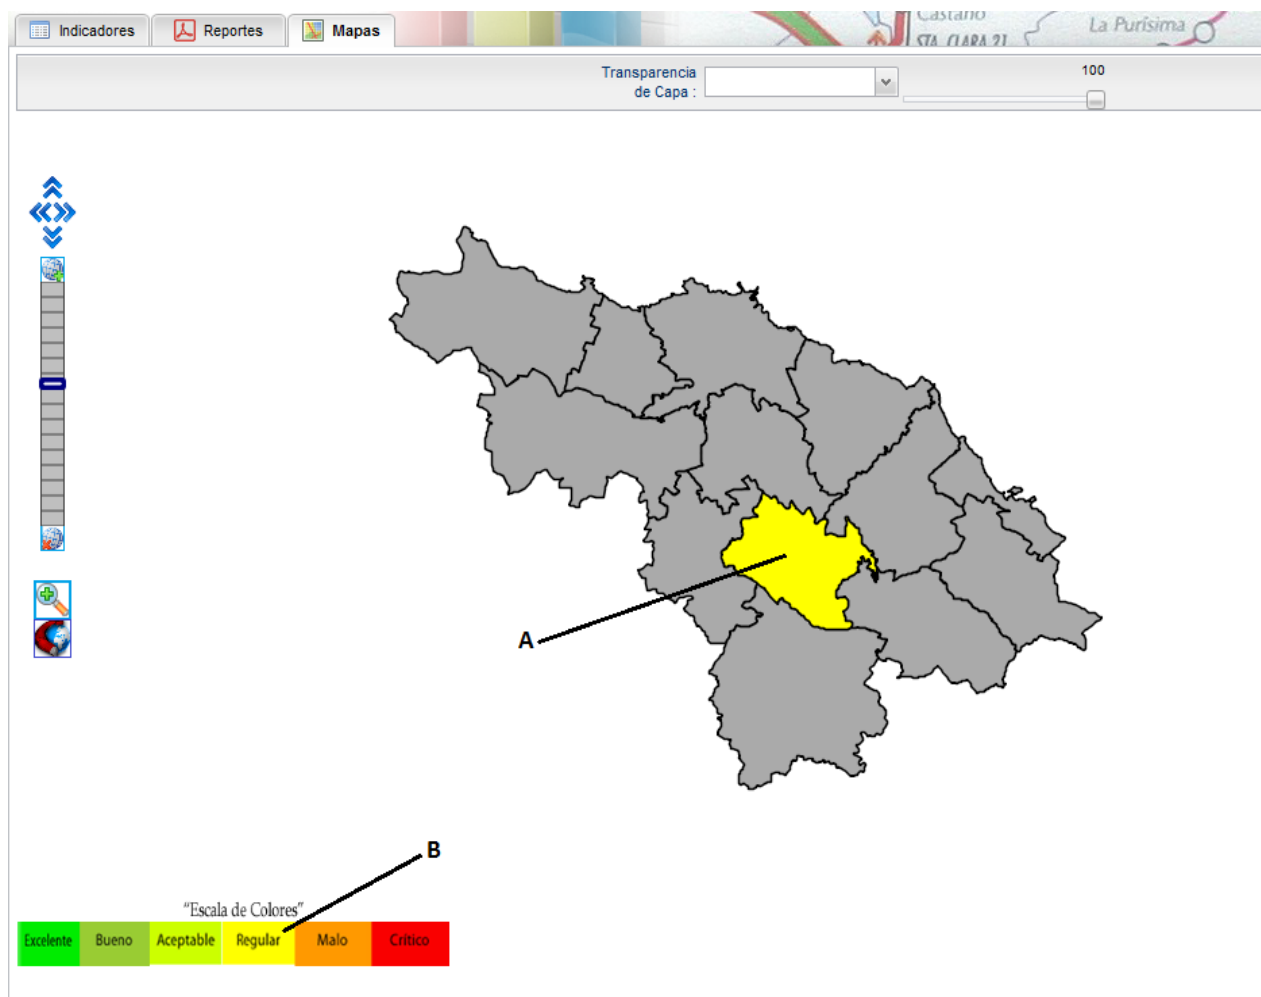 Indicadores
Reportes
Mapas
Castaño
STA. CLARA 21
La Purísima
Transparencia
de Capa :
100
A
B
“Escala de Colores”
Excelente
Bueno
Aceptable
Regular
Malo
Crítico